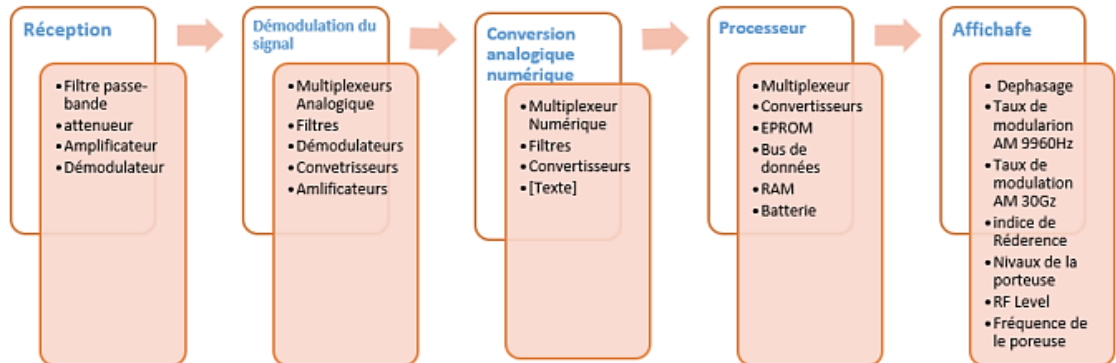 Réception
• Filtre passe-
bande
• attenueur
• Amplificateur
• Démodulateur
Démodulation du
signal
• Multiplexeurs
Analogique
• Filtres
• Démodulateurs
• Convetrisseurs
• Amlificateurs
Conversion
analogique
numérique
• Multiplexeur
Numérique
• Filtres
• Convertisseurs
• [Texte]
Processeur
• Multiplexeur
• Convertisseurs
• EPROM
• Bus de
données
• RAM
• Batterie
Affichafe
• Dephasage
• Taux de
modularion
AM 9960Hz
• Taux de
modulation
AM 30Gz
• indice de
Réderence
• Nivaux de la
porteuse
• RF Level
• Fréquence de
le poreuse